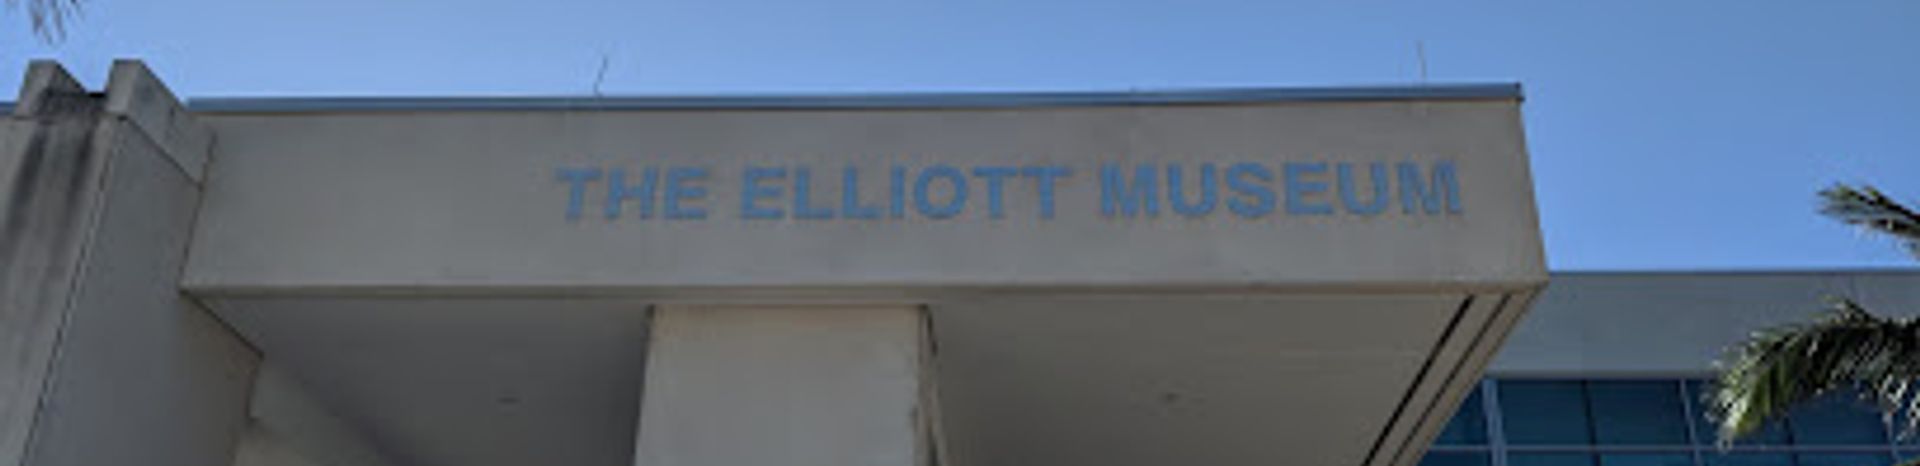 THE ELLIOTT MUSEUM